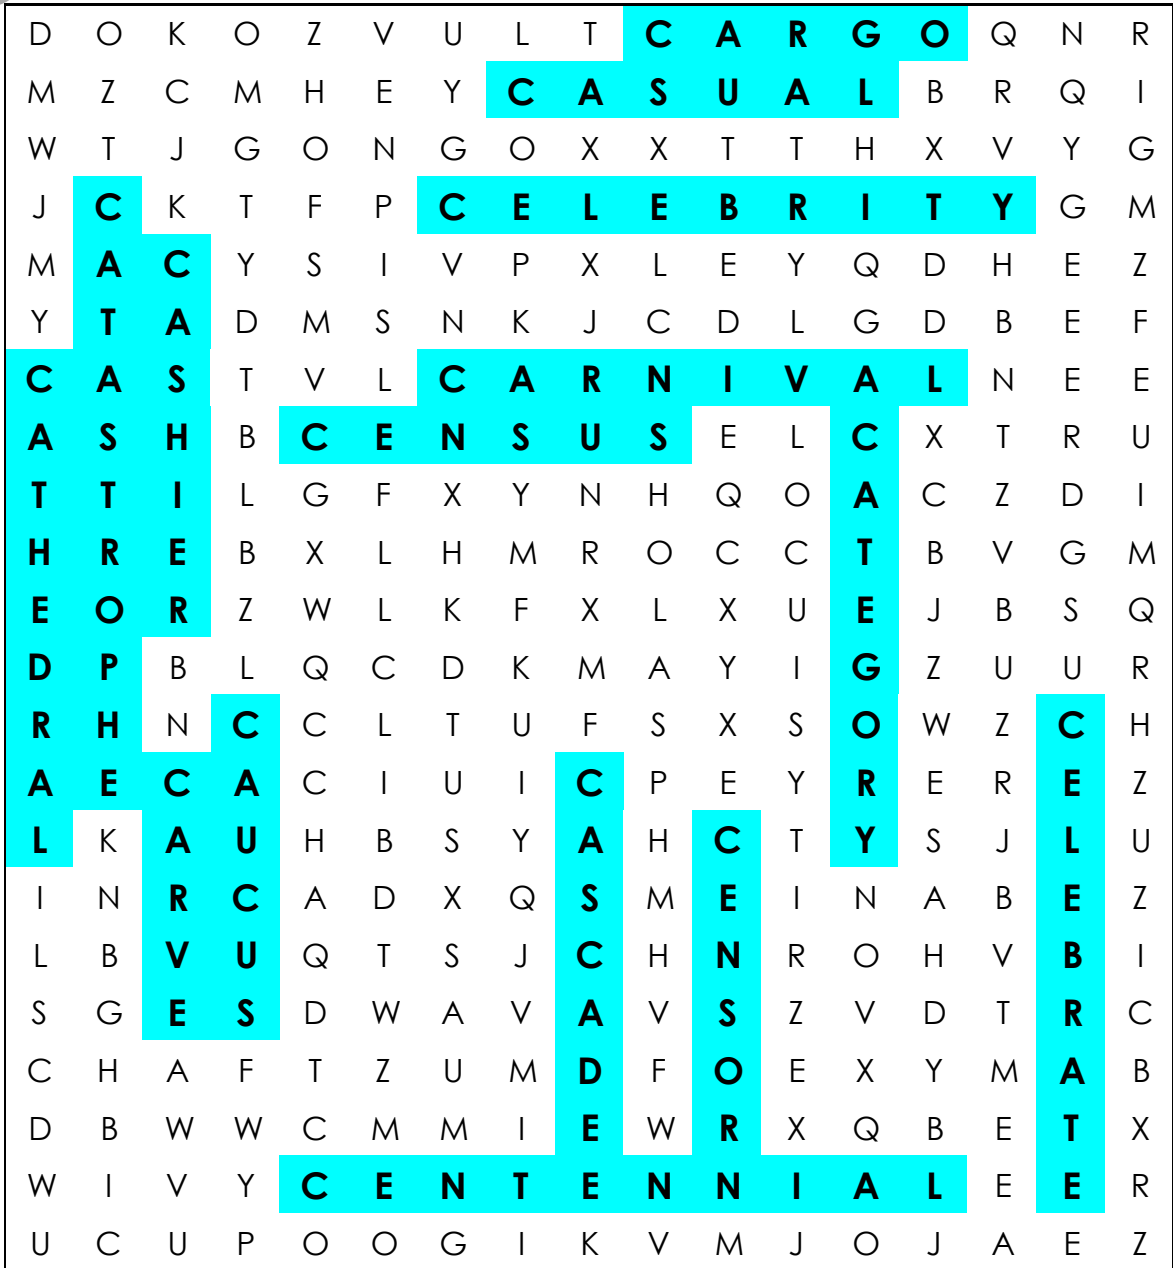 D O K O Z V U L T C A R G O Q N R
M Z C M H E Y C A S U A L B R Q I
W T J G O N G O X X T T H X V Y G
J C K T F P C E L E B R I T Y G M
M A C Y S I V P X L E Y Q D H E Z
Y T A D M S N K J C D L G D B E F
C A S T V L C A R N I V A L N E E
A S H B C E N S U S E L C X T R U
T T I L G F X Y N H Q O A C Z D I
H R E B X L H M R O C C T B V G M
E O R Z W L K F X L X U E J B S Q
D P B L Q C D K M A Y I G Z U U R
R H N C C L T U F S X S O W Z C H
A E C A C I U I C P E Y R E R E Z
L K A U H B S Y A H C T Y S J L U
I N R C A D X Q S M E I N A B E Z
L B V U Q T S J C H N R O H V B I
S G E S D W A V A V S Z V D T R C
C H A F T Z U M D F O E X Y M A B
D B W W C M M I E W R X Q B E T X
W I V Y C E N T E N N I A L E E R
U C U P O O G I K V M J O J A E Z